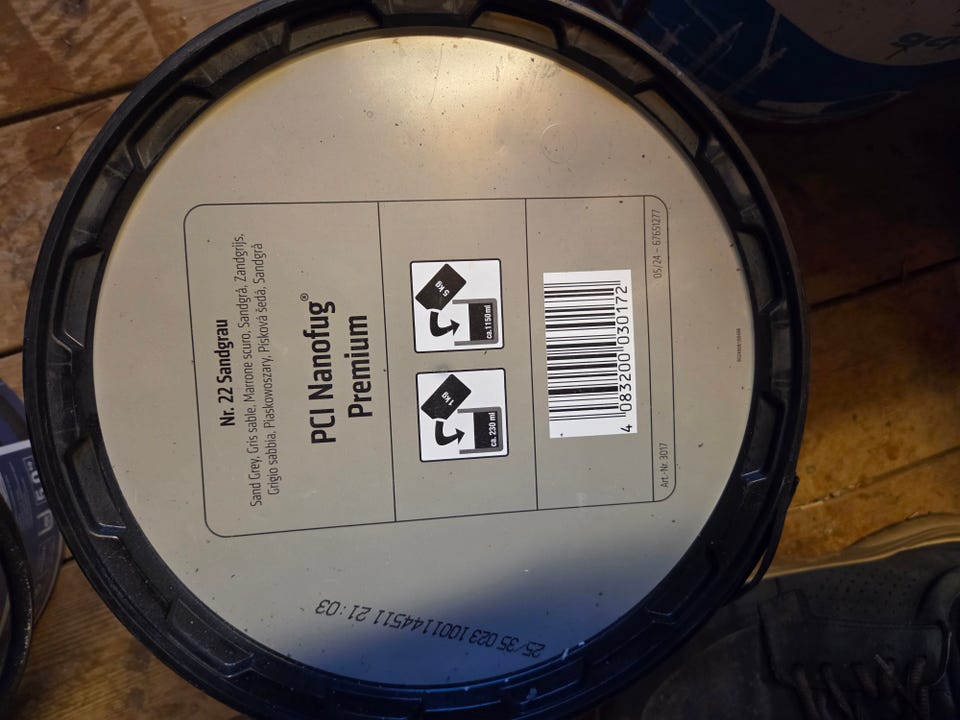 Nr. 22 Sandgrau
Sand Grey, Gris sable, Marrone scuro, Sandgrå, Zandgrijs,
Grigio sabbia, Piaskowoszary, Písková šedá, Sandgrå
PCI Nanofug®
Premium
1 kg
ca. 230 ml
5 kg
ca. 1150 ml
4 083200 030172
Art.-Nr. 3017
05/24 – 67651277
25/35 023 1001144511 21:03